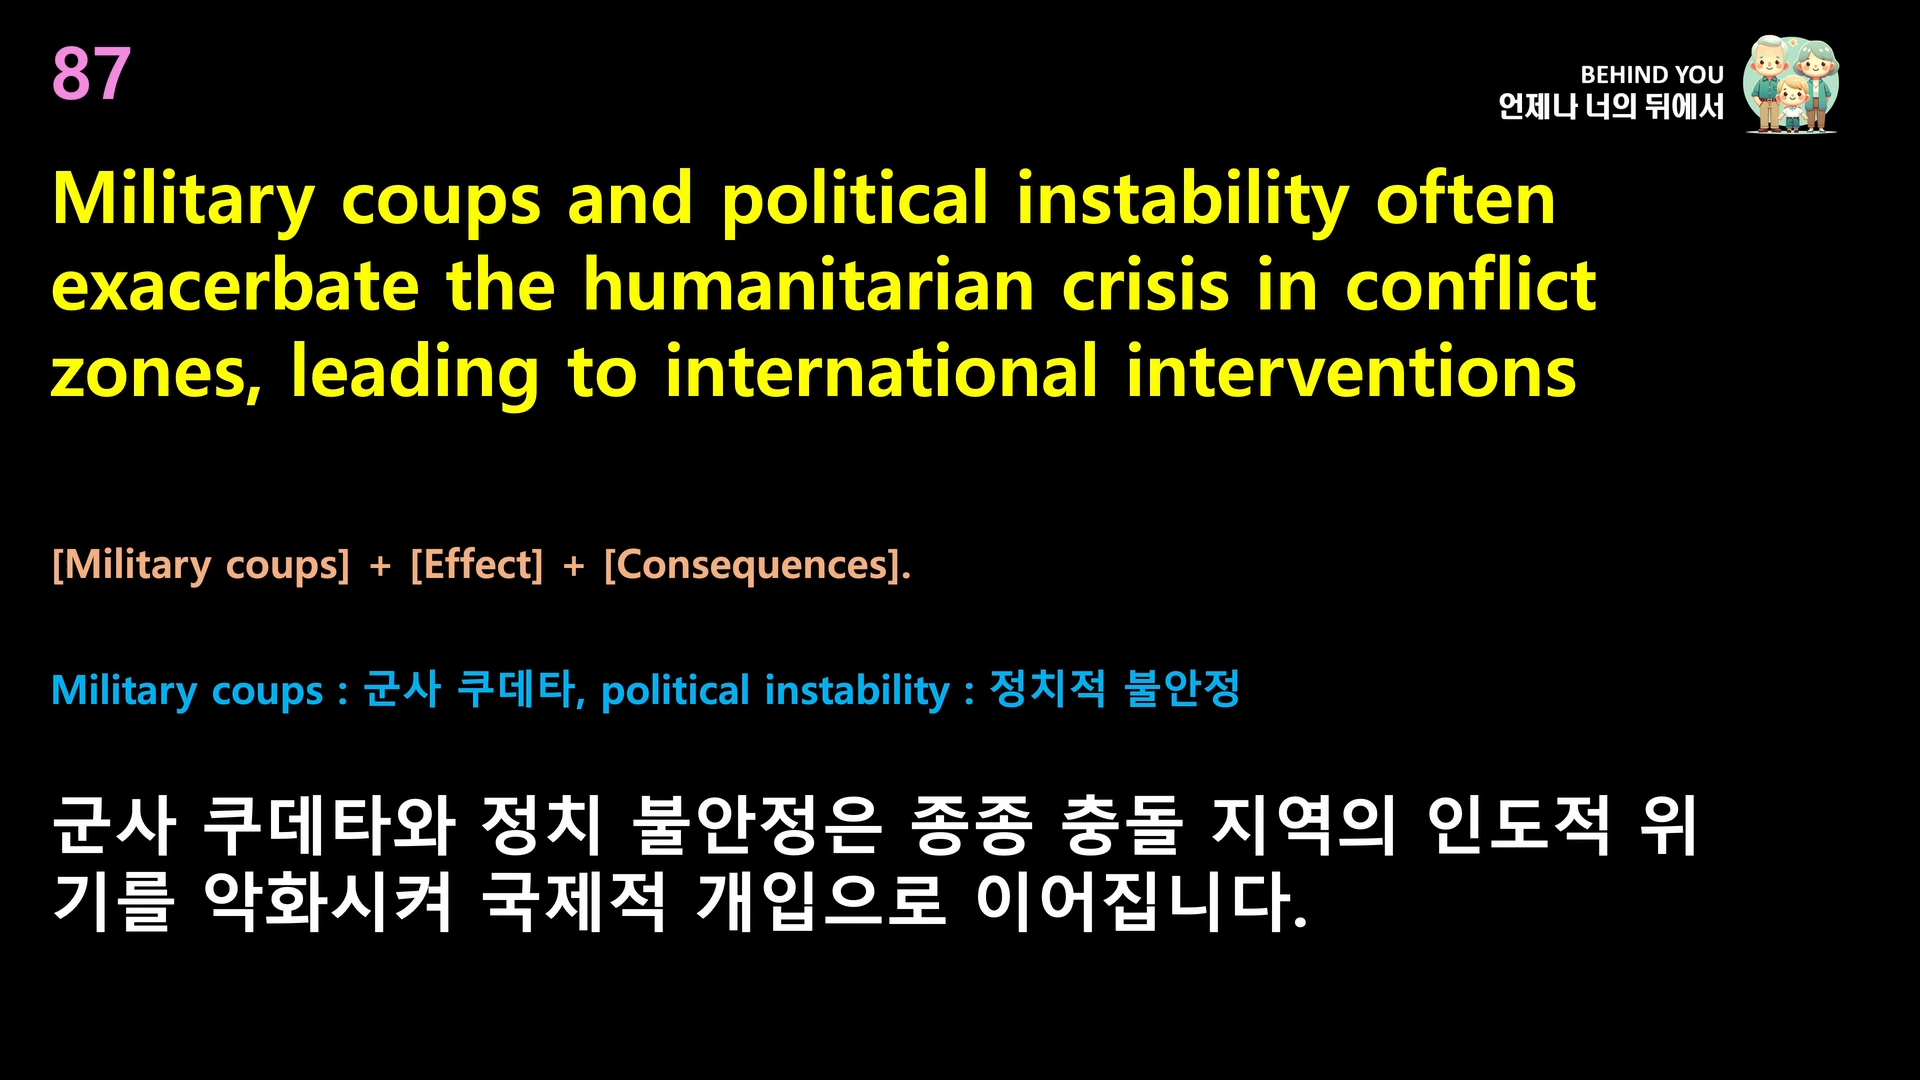 87
BEHIND YOU
언제나 너의 뒤에서
Military coups and political instability often
exacerbate the humanitarian crisis in conflict
zones, leading to international interventions
[Military coups] + [Effect] + [Consequences].
Military coups : 군사 쿠데타, political instability : 정치적 불안정
군사 쿠데타와 정치 불안정은 종종 충돌 지역의 인도적 위
기를 악화시켜 국제적 개입으로 이어집니다.